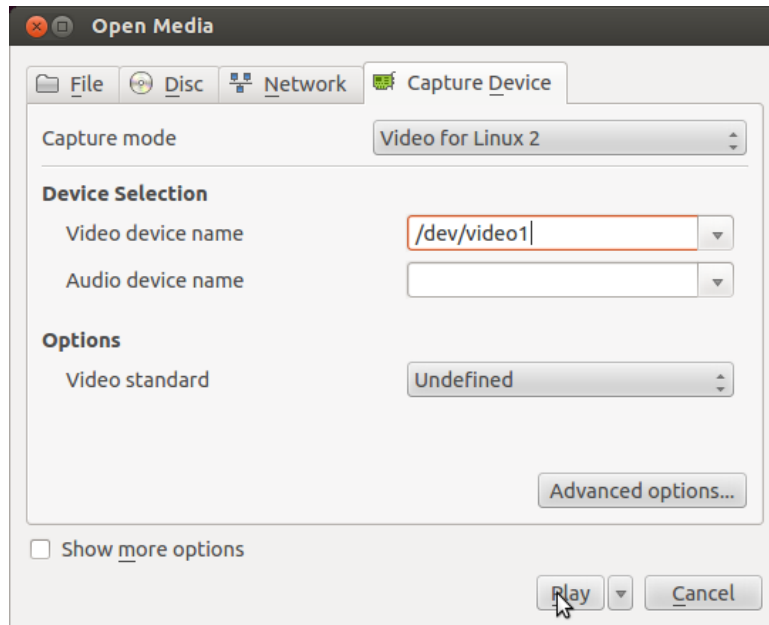 Open Media
File Disc Network Capture Device
Capture mode Video for Linux 2
Device Selection
Video device name /dev/video1
Audio device name
Options
Video standard Undefined
Advanced options...
Show more options
Play Cancel